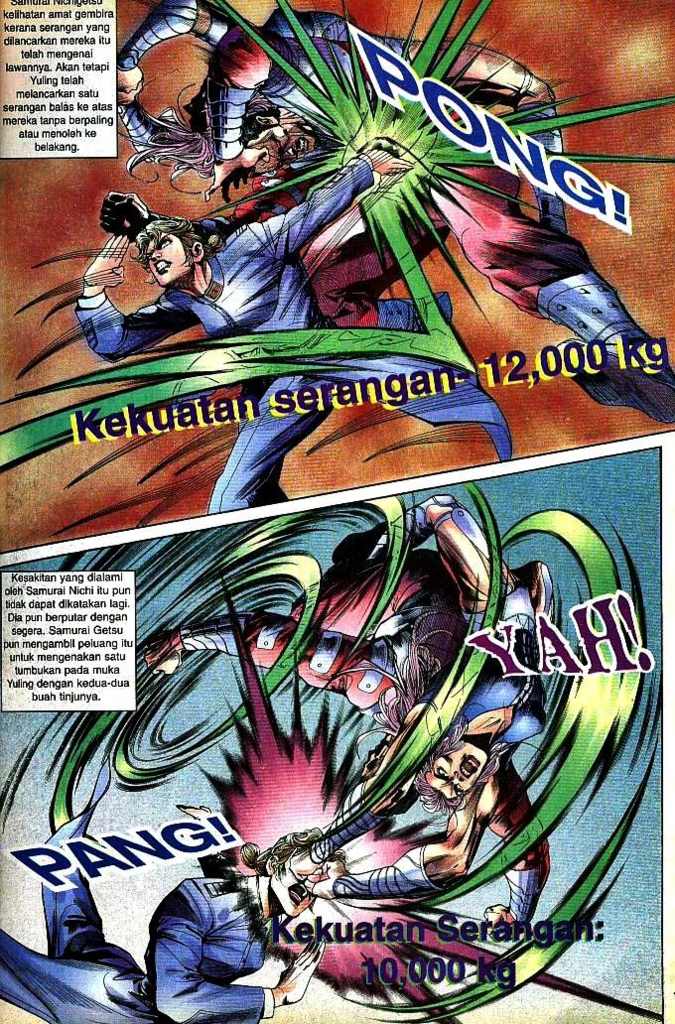 Samurai Nichigetsu
kelihatan amat gembira
kerana serangan yang
dilancarkan mereka itu
telah mengenai
lawannya. Akan tetapi
Yuling telah
melancarkan satu
serangan balas ke atas
mereka tanpa berpaling
atau menoleh ke
belakang.
PONG!
Kekuatan serangan: 12,000 kg
Kesakitan yang dialami
oleh Samurai Nichi itu pun
tidak dapat dikatakan lagi.
Dia pun berputar dengan
segera. Samurai Getsu
pun mengambil peluang itu
untuk mengenakan satu
tumbukan pada muka
Yuling dengan kedua-dua
buah tinjunya.
YAH!
PANG!
Kekuatan Serangan:
10,000 kg